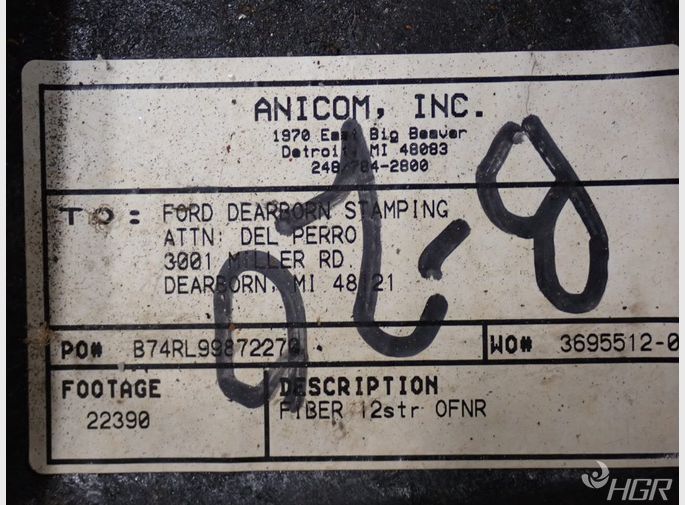 ANICOM, INC.
1970 East Big Beaver
Detroit, MI 48083
248/784-2800
TO: FORD DEARBORN STAMPING
ATTN: DEL PERRO
3001 MILLER RD.
DEARBORN, MI 48121
PO# B74RL9987227
WO# 3695512-0
FOOTAGE
22390
DESCRIPTION
FIBER 12str OFNR
HGR